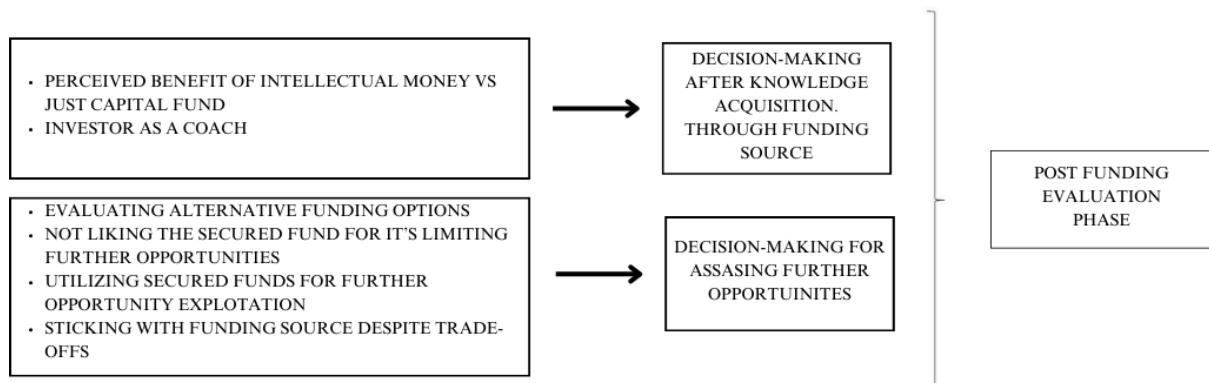 • PERCEIVED BENEFIT OF INTELLECTUAL MONEY VS
JUST CAPITAL FUND
• INVESTOR AS A COACH
DECISION-MAKING
AFTER KNOWLEDGE
ACQUISITION.
THROUGH FUNDING
SOURCE
• EVALUATING ALTERNATIVE FUNDING OPTIONS
• NOT LIKING THE SECURED FUND FOR IT'S LIMITING
FURTHER OPPORTUNITIES
• UTILIZING SECURED FUNDS FOR FURTHER
OPPORTUNITY EXPLOTATION
• STICKING WITH FUNDING SOURCE DESPITE TRADE-
OFFS
DECISION-MAKING FOR
ASSASING FURTHER
OPPORTUINITES
POST FUNDING
EVALUATION
PHASE